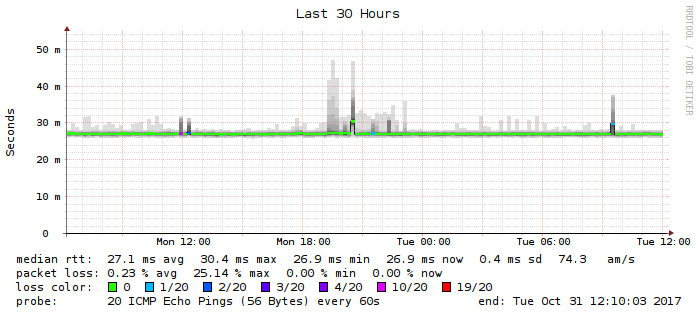 Last 30 Hours
RRDTOOL / TOBI OETIKER
Seconds
50 m
40 m
30 m
20 m
10 m
0
Mon 12:00 Mon 18:00 Tue 00:00 Tue 06:00 Tue 12:00
median rtt: 27.1 ms avg 30.4 ms max 26.9 ms min 26.9 ms now 0.4 ms sd 74.3 am/s
packet loss: 0.23 % avg 25.14 % max 0.00 % min 0.00 % now
loss color: 0 1/20 2/20 3/20 4/20 10/20 19/20
probe: 20 ICMP Echo Pings (56 Bytes) every 60s end: Tue Oct 31 12:10:03 2017